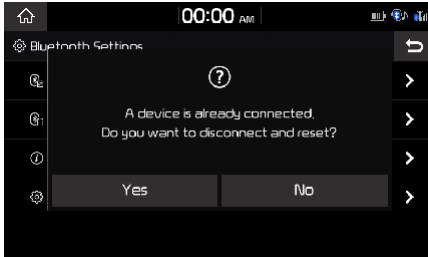 00:00 AM
Bluetooth Settings
?
A device is already connected.
Do you want to disconnect and reset?
Yes
No